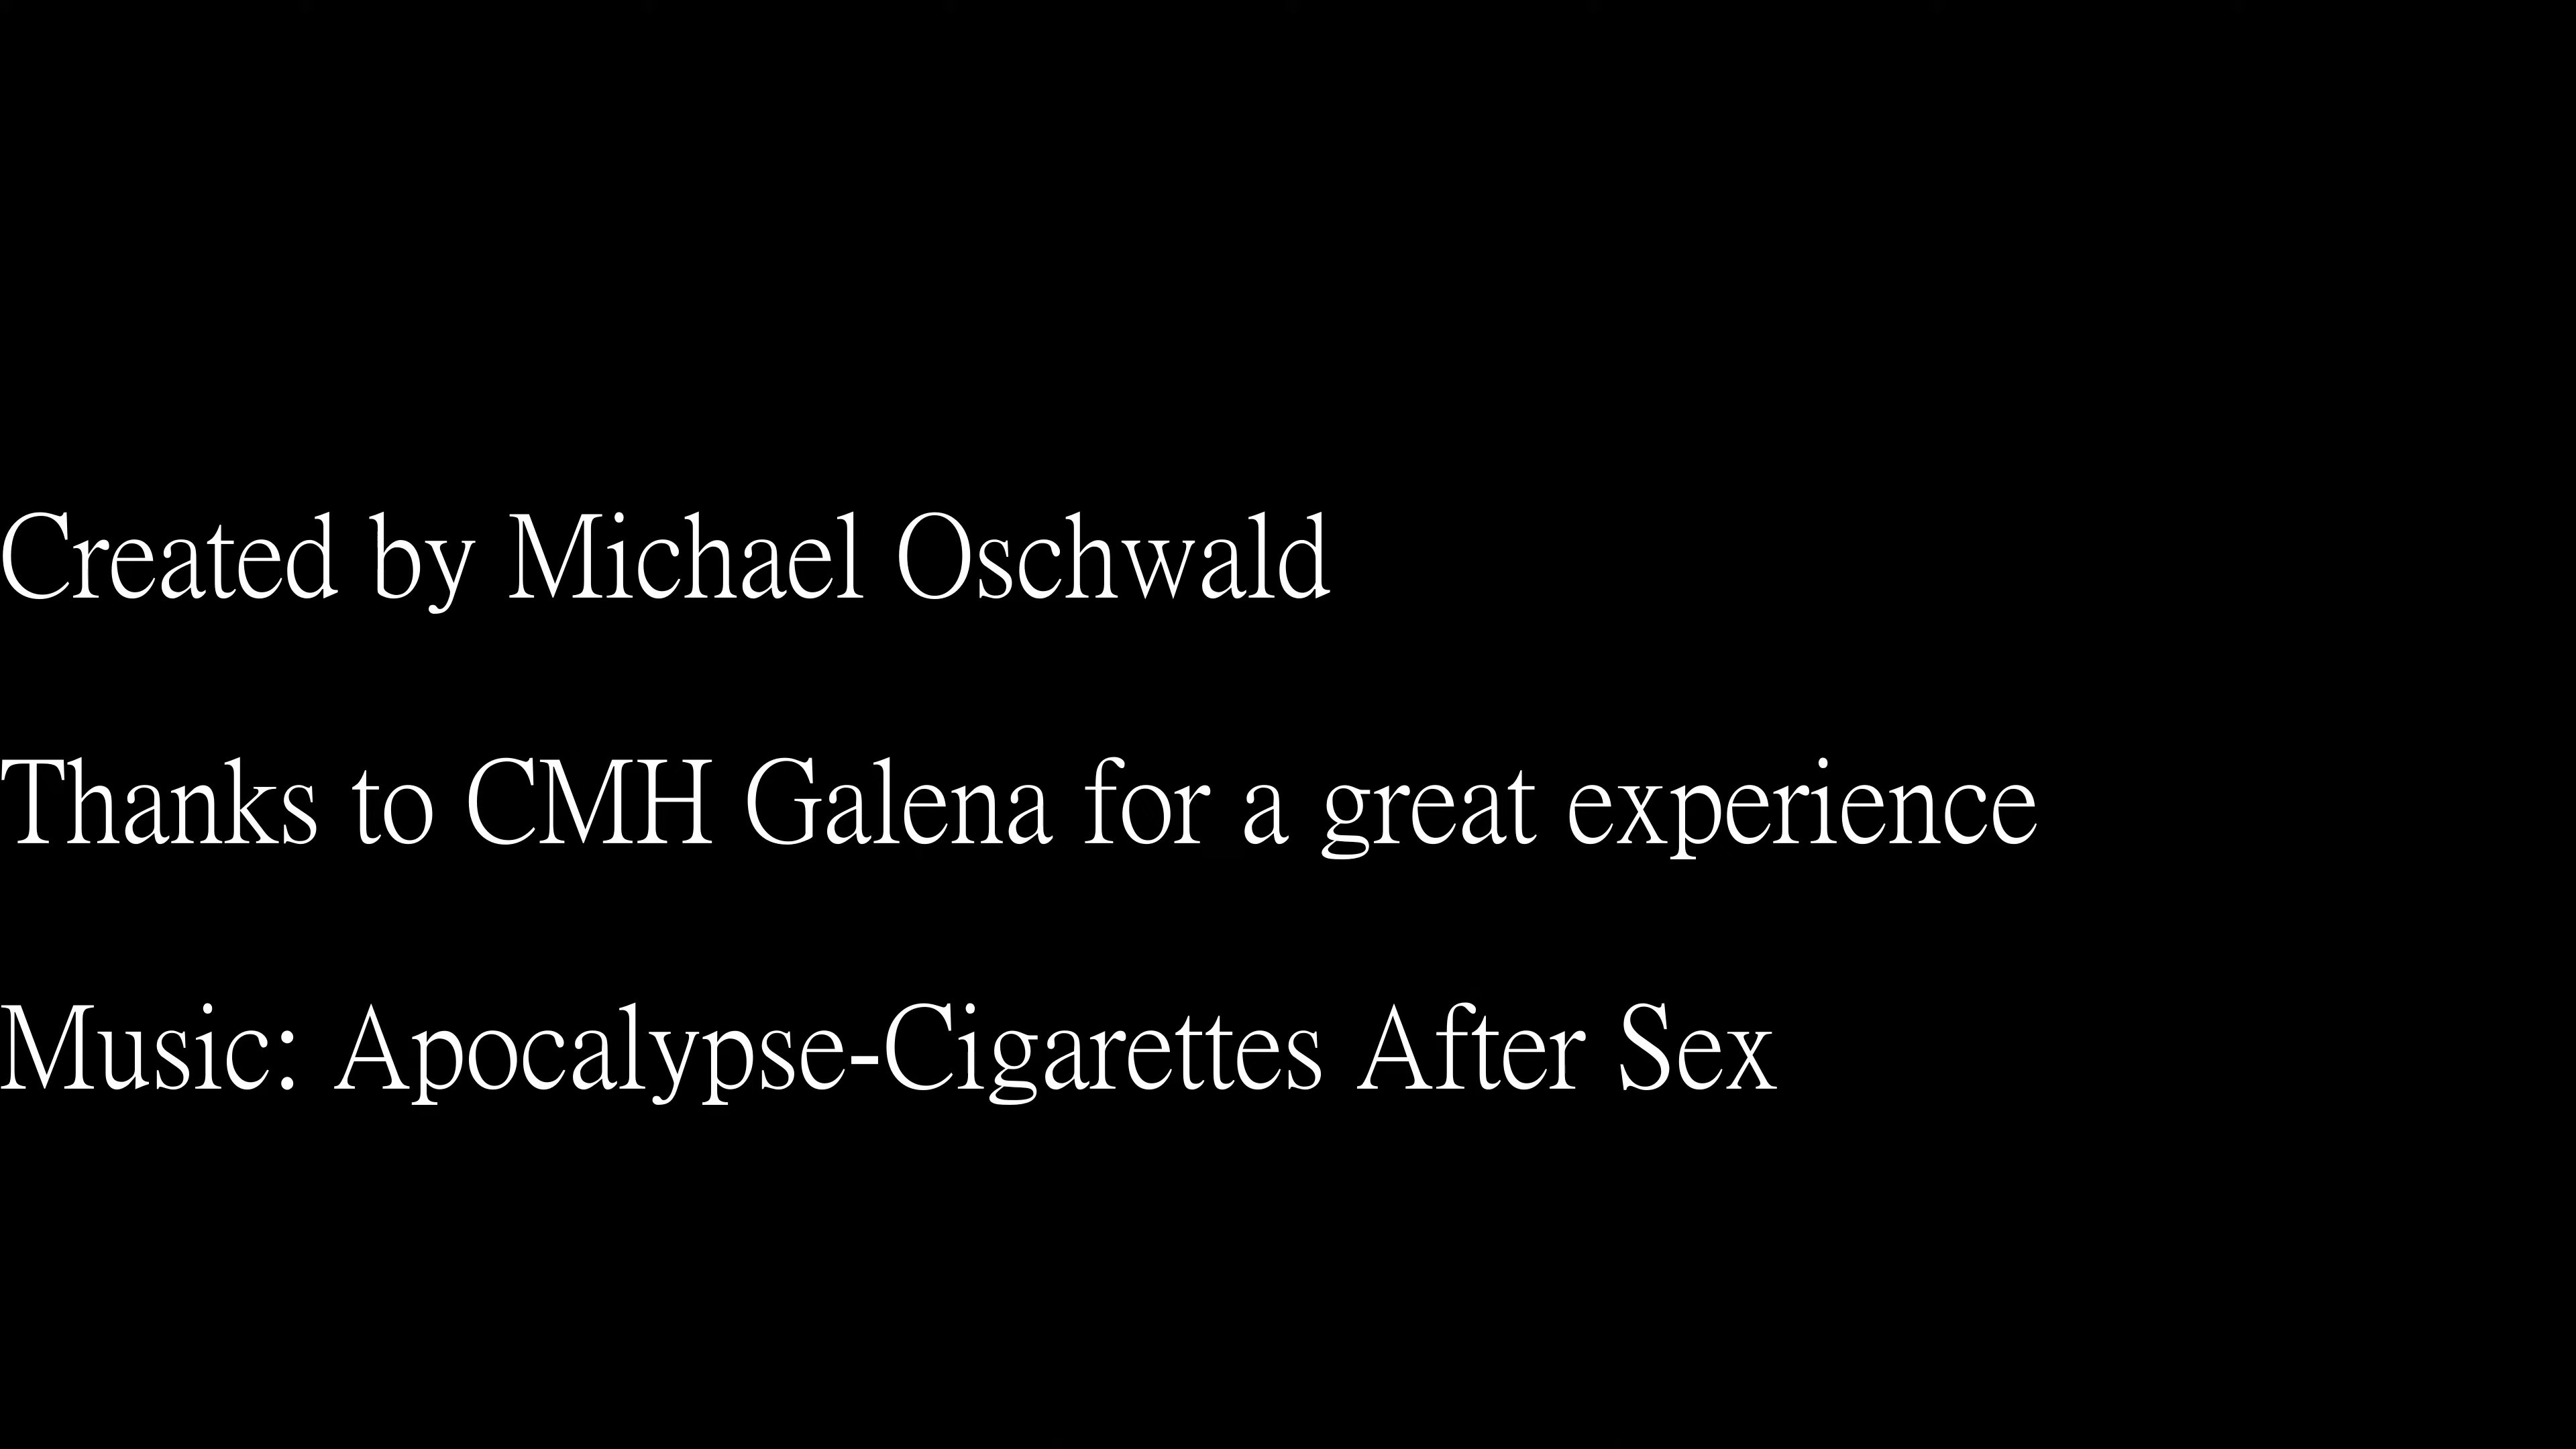 Created by Michael Oschwald
Thanks to CMH Galena for a great experience
Music: Apocalypse-Cigarettes After Sex